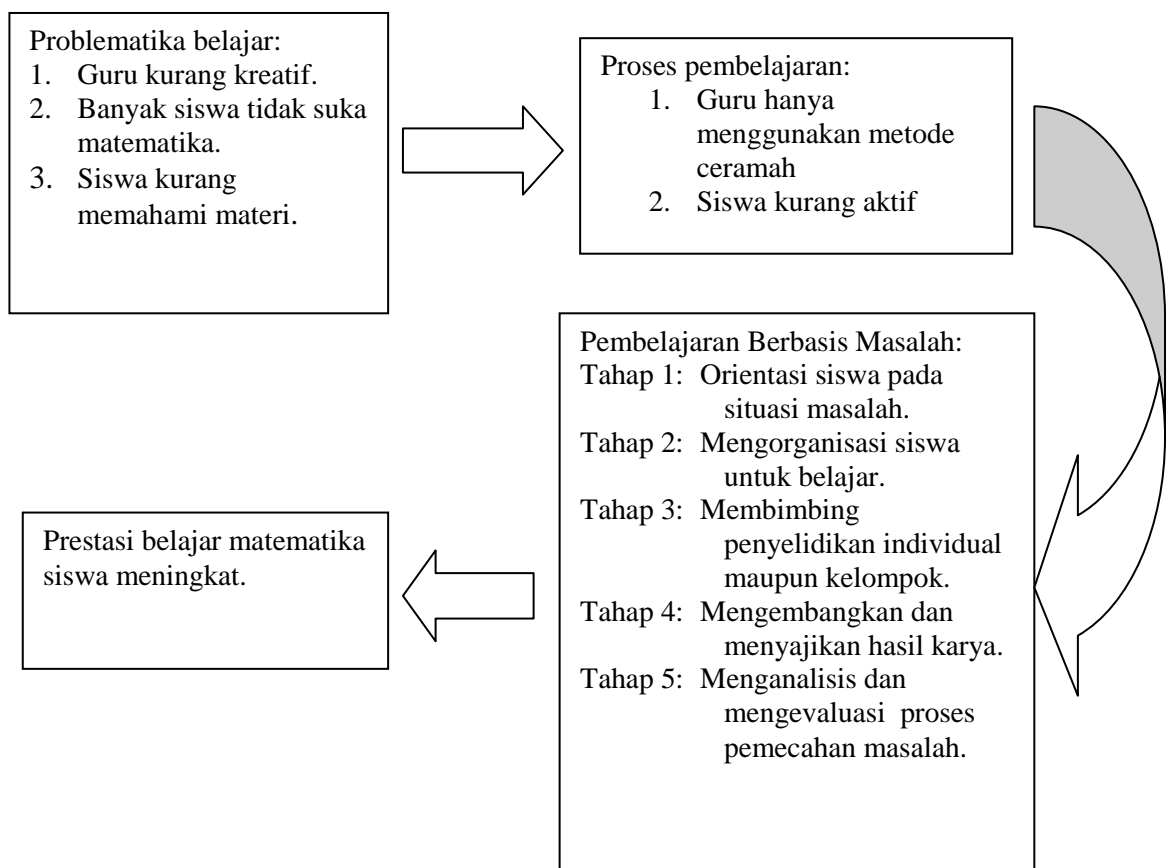 Problematika belajar:
1. Guru kurang kreatif.
2. Banyak siswa tidak suka
matematika.
3. Siswa kurang
memahami materi.
Proses pembelajaran:
1. Guru hanya
menggunakan metode
ceramah
2. Siswa kurang aktif
Pembelajaran Berbasis Masalah:
Tahap 1: Orientasi siswa pada
situasi masalah.
Tahap 2: Mengorganisasi siswa
untuk belajar.
Tahap 3: Membimbing
penyelidikan individual
maupun kelompok.
Tahap 4: Mengembangkan dan
menyajikan hasil karya.
Tahap 5: Menganalisis dan
mengevaluasi proses
pemecahan masalah.
Prestasi belajar matematika
siswa meningkat.